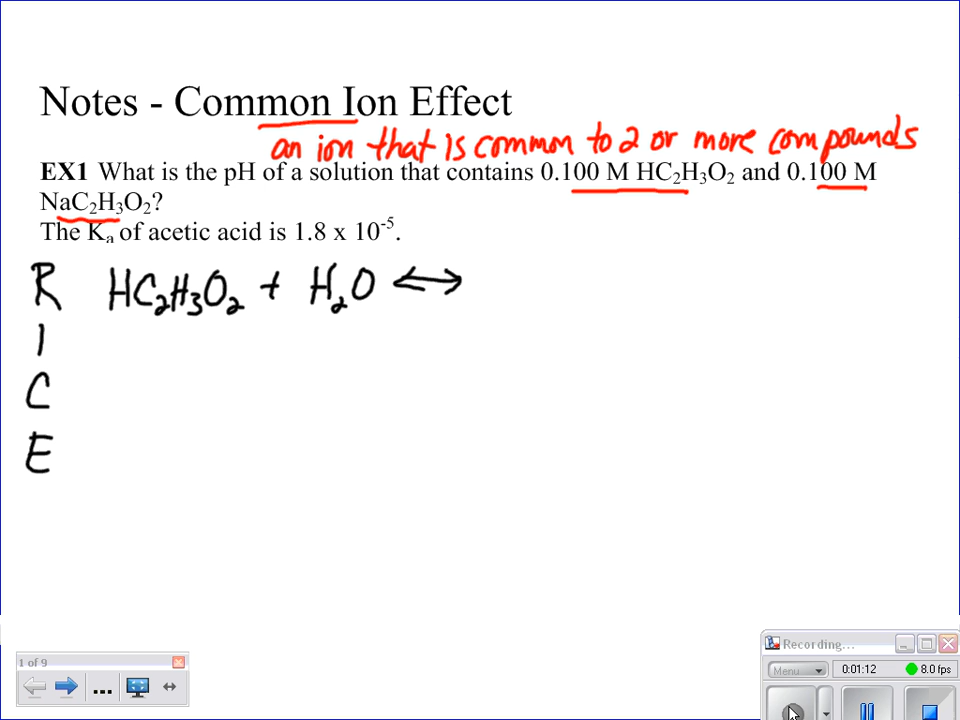 Notes - Common Ion Effect
an ion that is common to 2 or more compounds
EX1 What is the pH of a solution that contains 0.100 M HC₂H₃O₂ and 0.100 M
NaC₂H₃O₂?
The Kₐ of acetic acid is 1.8 x 10⁻⁵.
R HC₂H₃O₂ + H₂O ↔
I
C
E
1 of 9
...
Recording...
Menu 0:01:12 8.0 fps